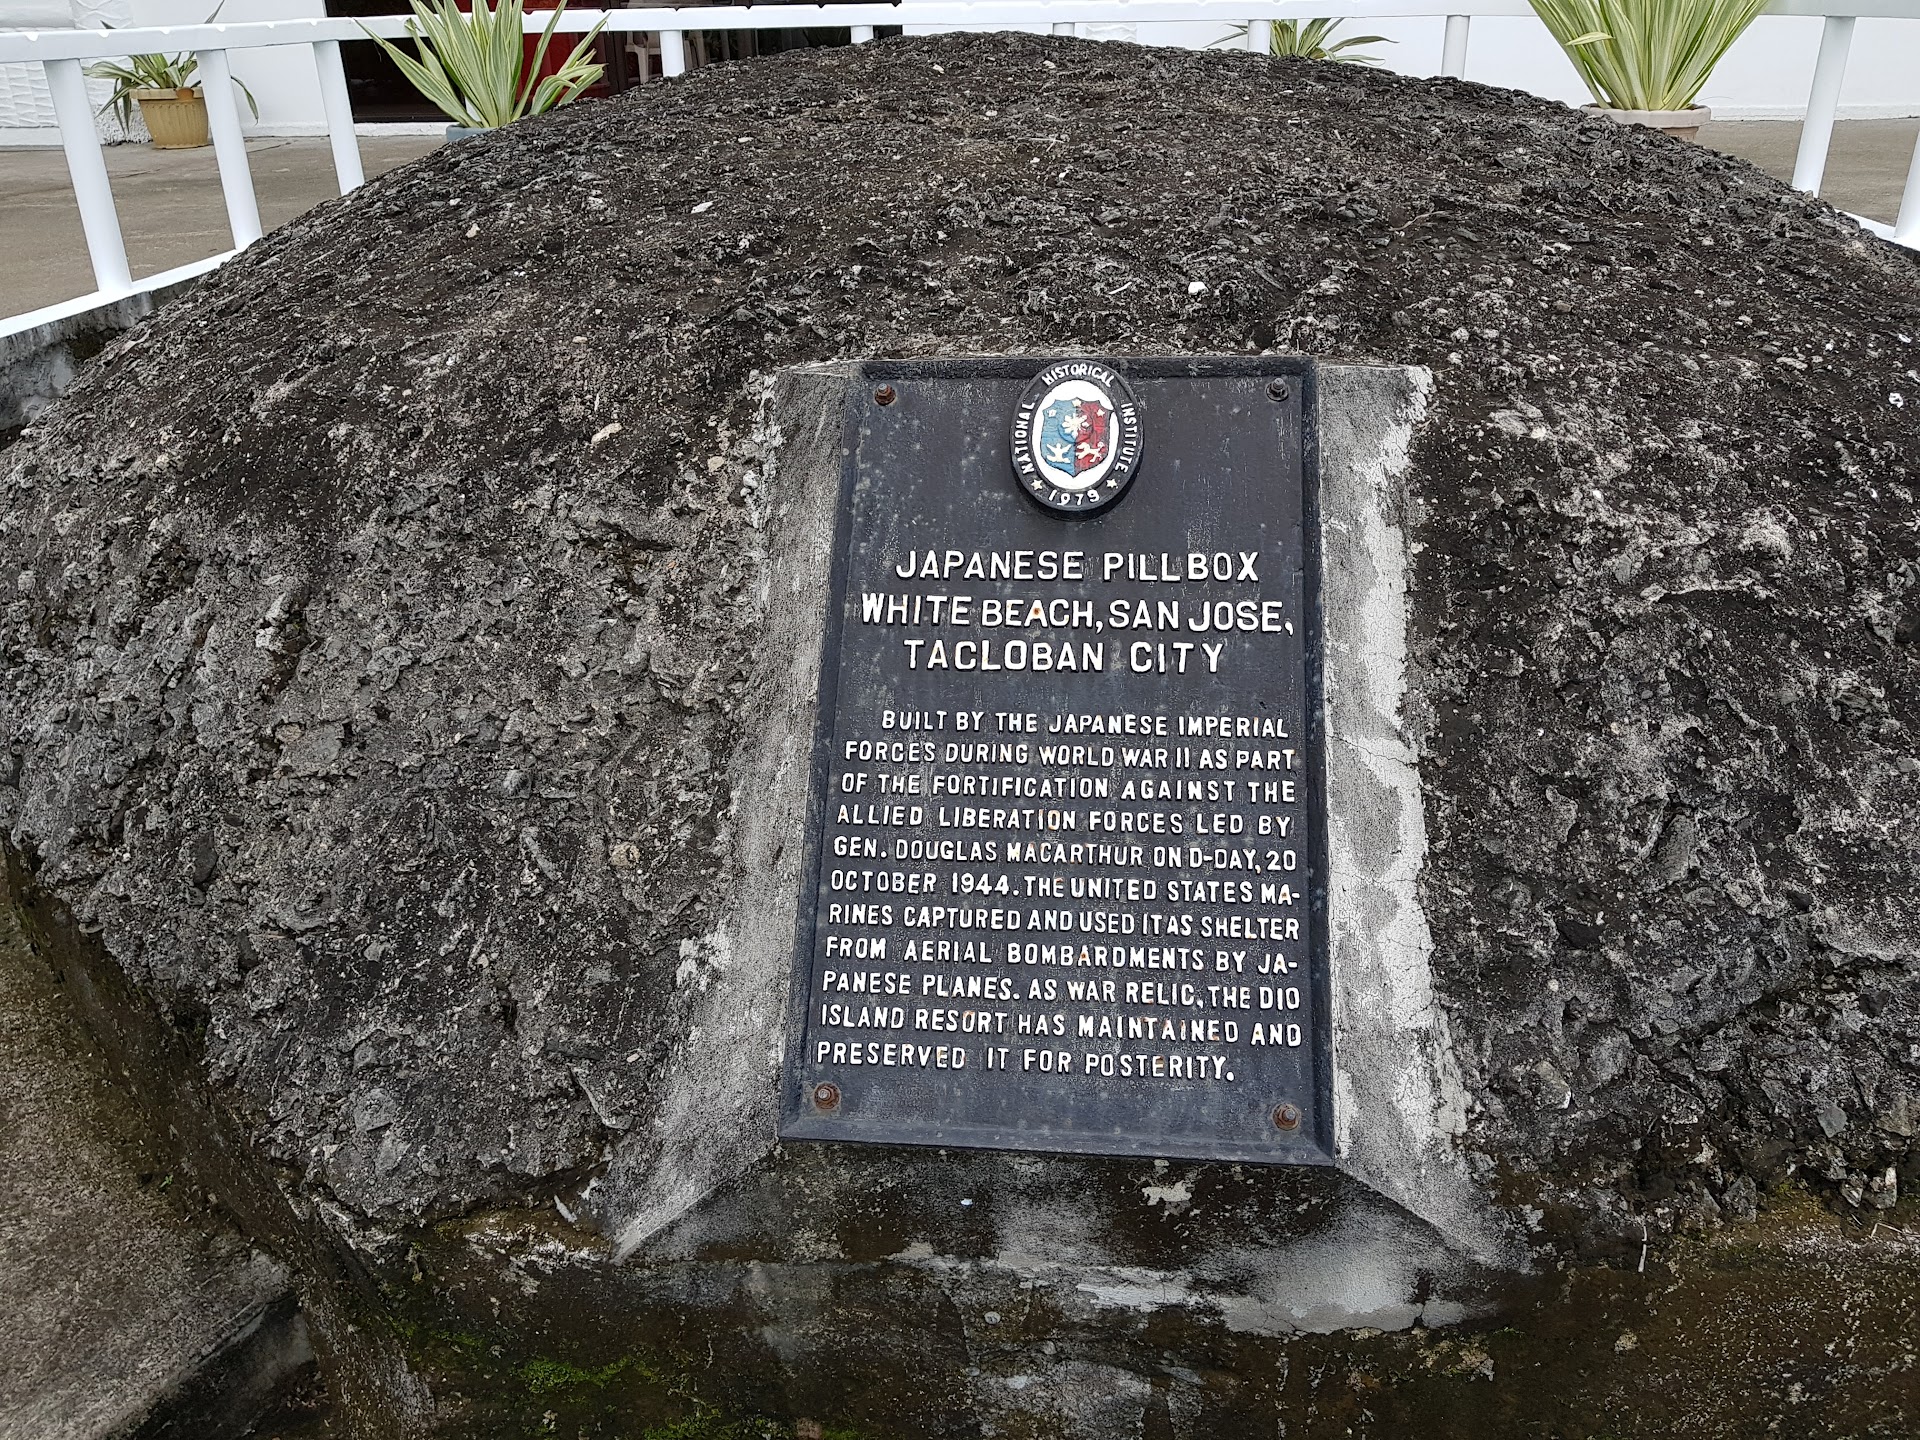 NATIONAL HISTORICAL INSTITUTE
1979
JAPANESE PILLBOX
WHITE BEACH, SAN JOSE,
TACLOBAN CITY
BUILT BY THE JAPANESE IMPERIAL
FORCES DURING WORLD WAR II AS PART
OF THE FORTIFICATION AGAINST THE
ALLIED LIBERATION FORCES LED BY
GEN. DOUGLAS MACARTHUR ON D-DAY, 20
OCTOBER 1944. THE UNITED STATES MA-
RINES CAPTURED AND USED IT AS SHELTER
FROM AERIAL BOMBARDMENTS BY JA-
PANESE PLANES. AS WAR RELIC, THE DIO
ISLAND RESORT HAS MAINTAINED AND
PRESERVED IT FOR POSTERITY.